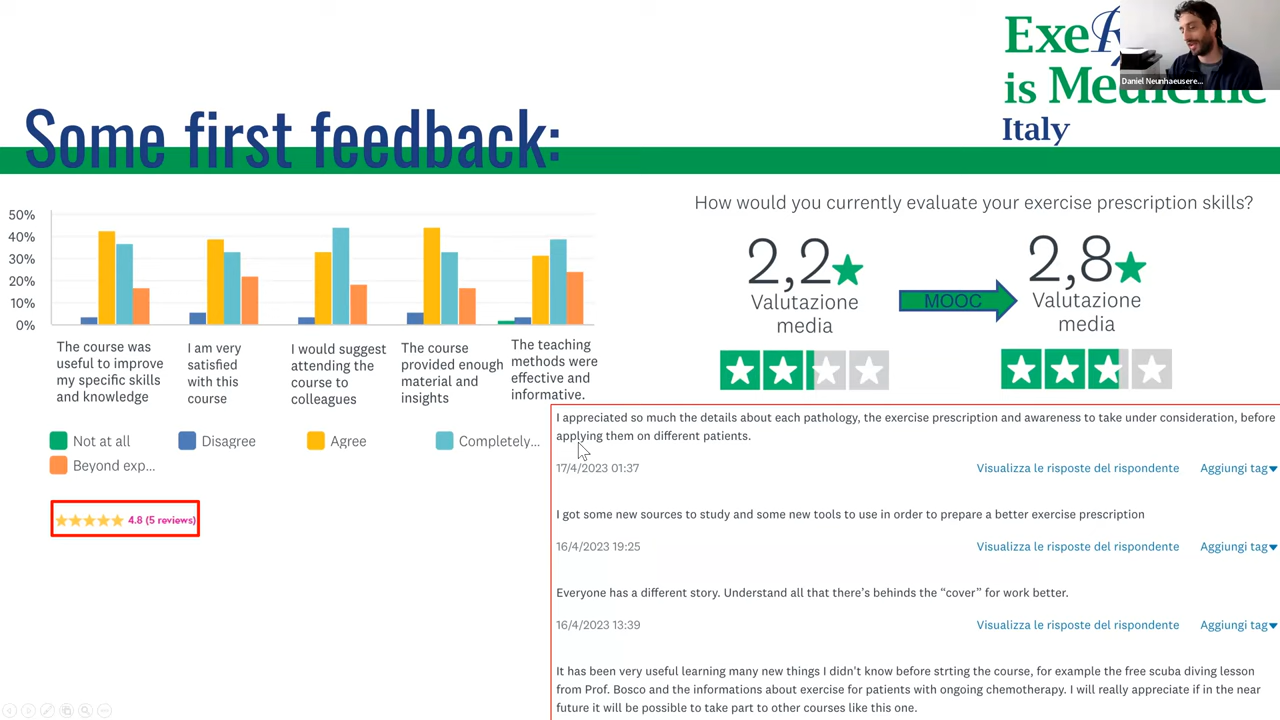 ExeR
is Medicine
Italy
Daniel Neunhaeusere...
Some first feedback:
50%
40%
30%
20%
10%
0%
The course was
useful to improve
my specific skills
and knowledge
I am very
satisfied
with this
course
I would suggest
attending the
course to
colleagues
The course
provided enough
material and
insights
The teaching
methods were
effective and
informative.
Not at all
Disagree
Agree
Completely...
Beyond exp...
4.8 (5 reviews)
How would you currently evaluate your exercise prescription skills?
2,2
Valutazione
media
MOOC
2,8
Valutazione
media
I appreciated so much the details about each pathology, the exercise prescription and awareness to take under consideration, before
applying them on different patients.
17/4/2023 01:37 Visualizza le risposte del rispondente Aggiungi tag
I got some new sources to study and some new tools to use in order to prepare a better exercise prescription
16/4/2023 19:25 Visualizza le risposte del rispondente Aggiungi tag
Everyone has a different story. Understand all that there's behinds the “cover” for work better.
16/4/2023 13:39 Visualizza le risposte del rispondente Aggiungi tag
It has been very useful learning many new things I didn't know before strting the course, for example the free scuba diving lesson
from Prof. Bosco and the informations about exercise for patients with ongoing chemotherapy. I will really appreciate if in the near
future it will be possible to take part to other courses like this one.